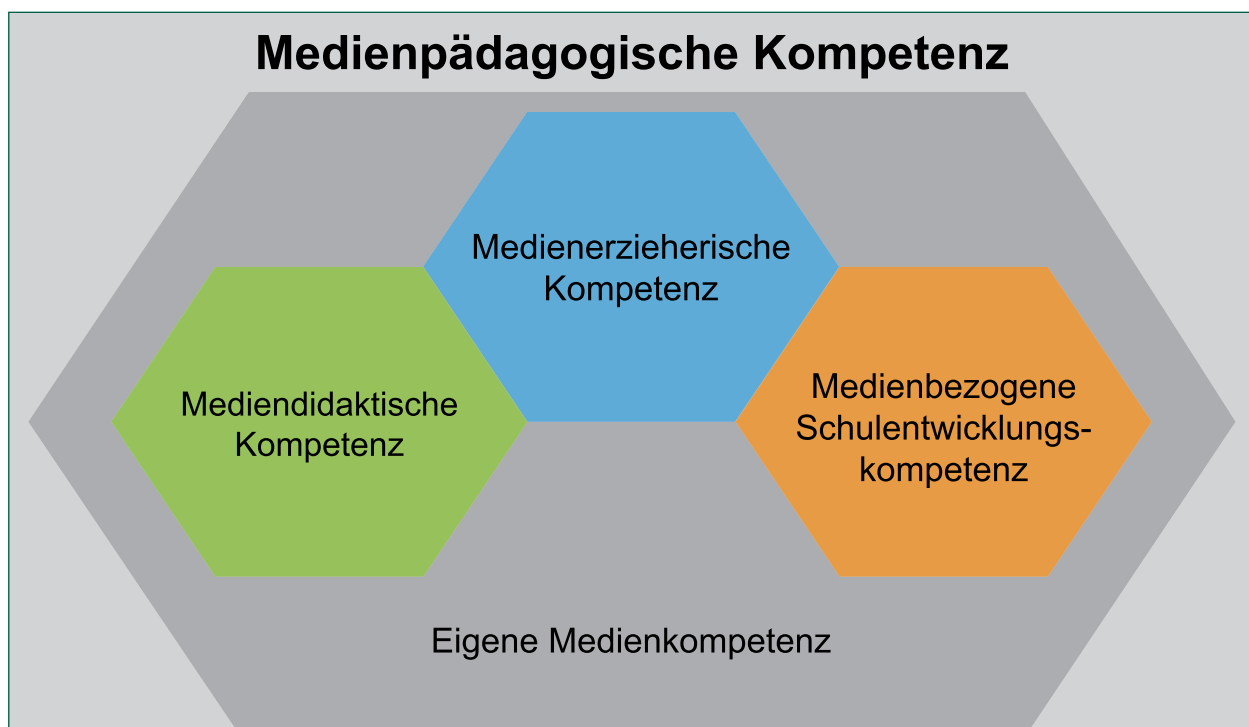 Medienpädagogische Kompetenz
Medienerzieherische
Kompetenz
Mediendidaktische
Kompetenz
Medienbezogene
Schulentwicklungs-
kompetenz
Eigene Medienkompetenz